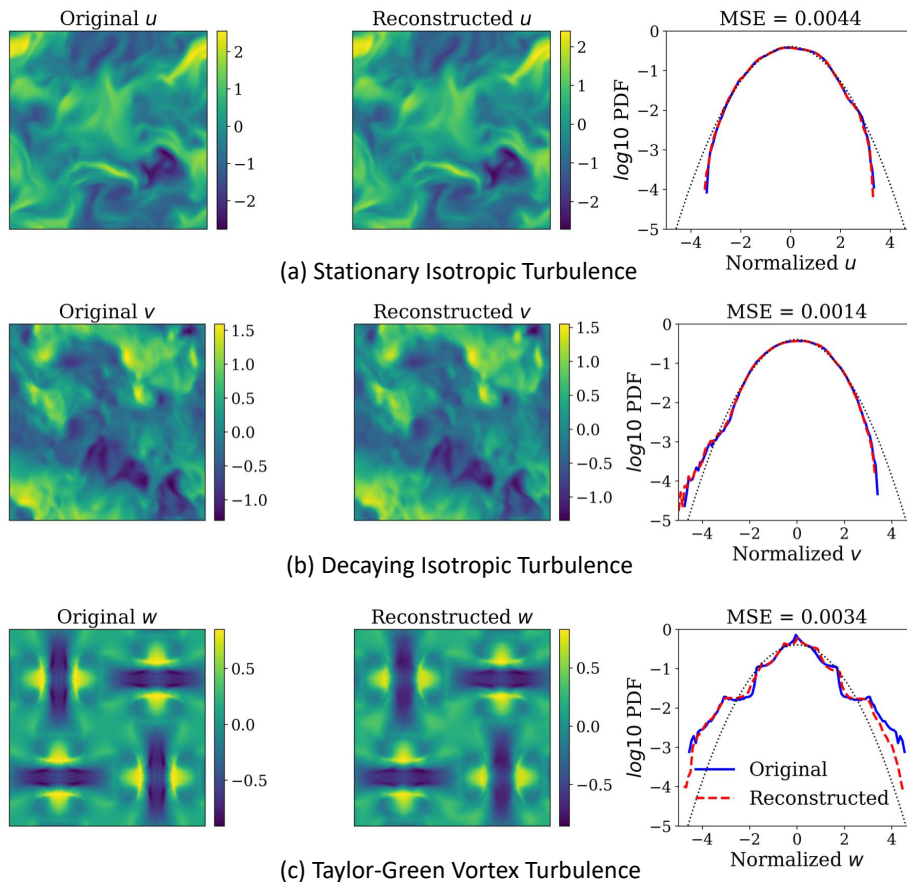 Original u
Reconstructed u
MSE = 0.0044
2
1
0
−1
−2
2
1
0
−1
−2
0
−1
−2
−3
−4
−5
log10 PDF
−4 −2 0 2 4
Normalized u
(a) Stationary Isotropic Turbulence
Original v
Reconstructed v
MSE = 0.0014
1.5
1.0
0.5
0.0
−0.5
−1.0
1.5
1.0
0.5
0.0
−0.5
−1.0
0
−1
−2
−3
−4
−5
log10 PDF
−4 −2 0 2 4
Normalized v
(b) Decaying Isotropic Turbulence
Original w
Reconstructed w
MSE = 0.0034
0.5
0.0
−0.5
0.5
0.0
−0.5
0
−1
−2
−3
−4
−5
log10 PDF
Original
Reconstructed
−4 −2 0 2 4
Normalized w
(c) Taylor-Green Vortex Turbulence